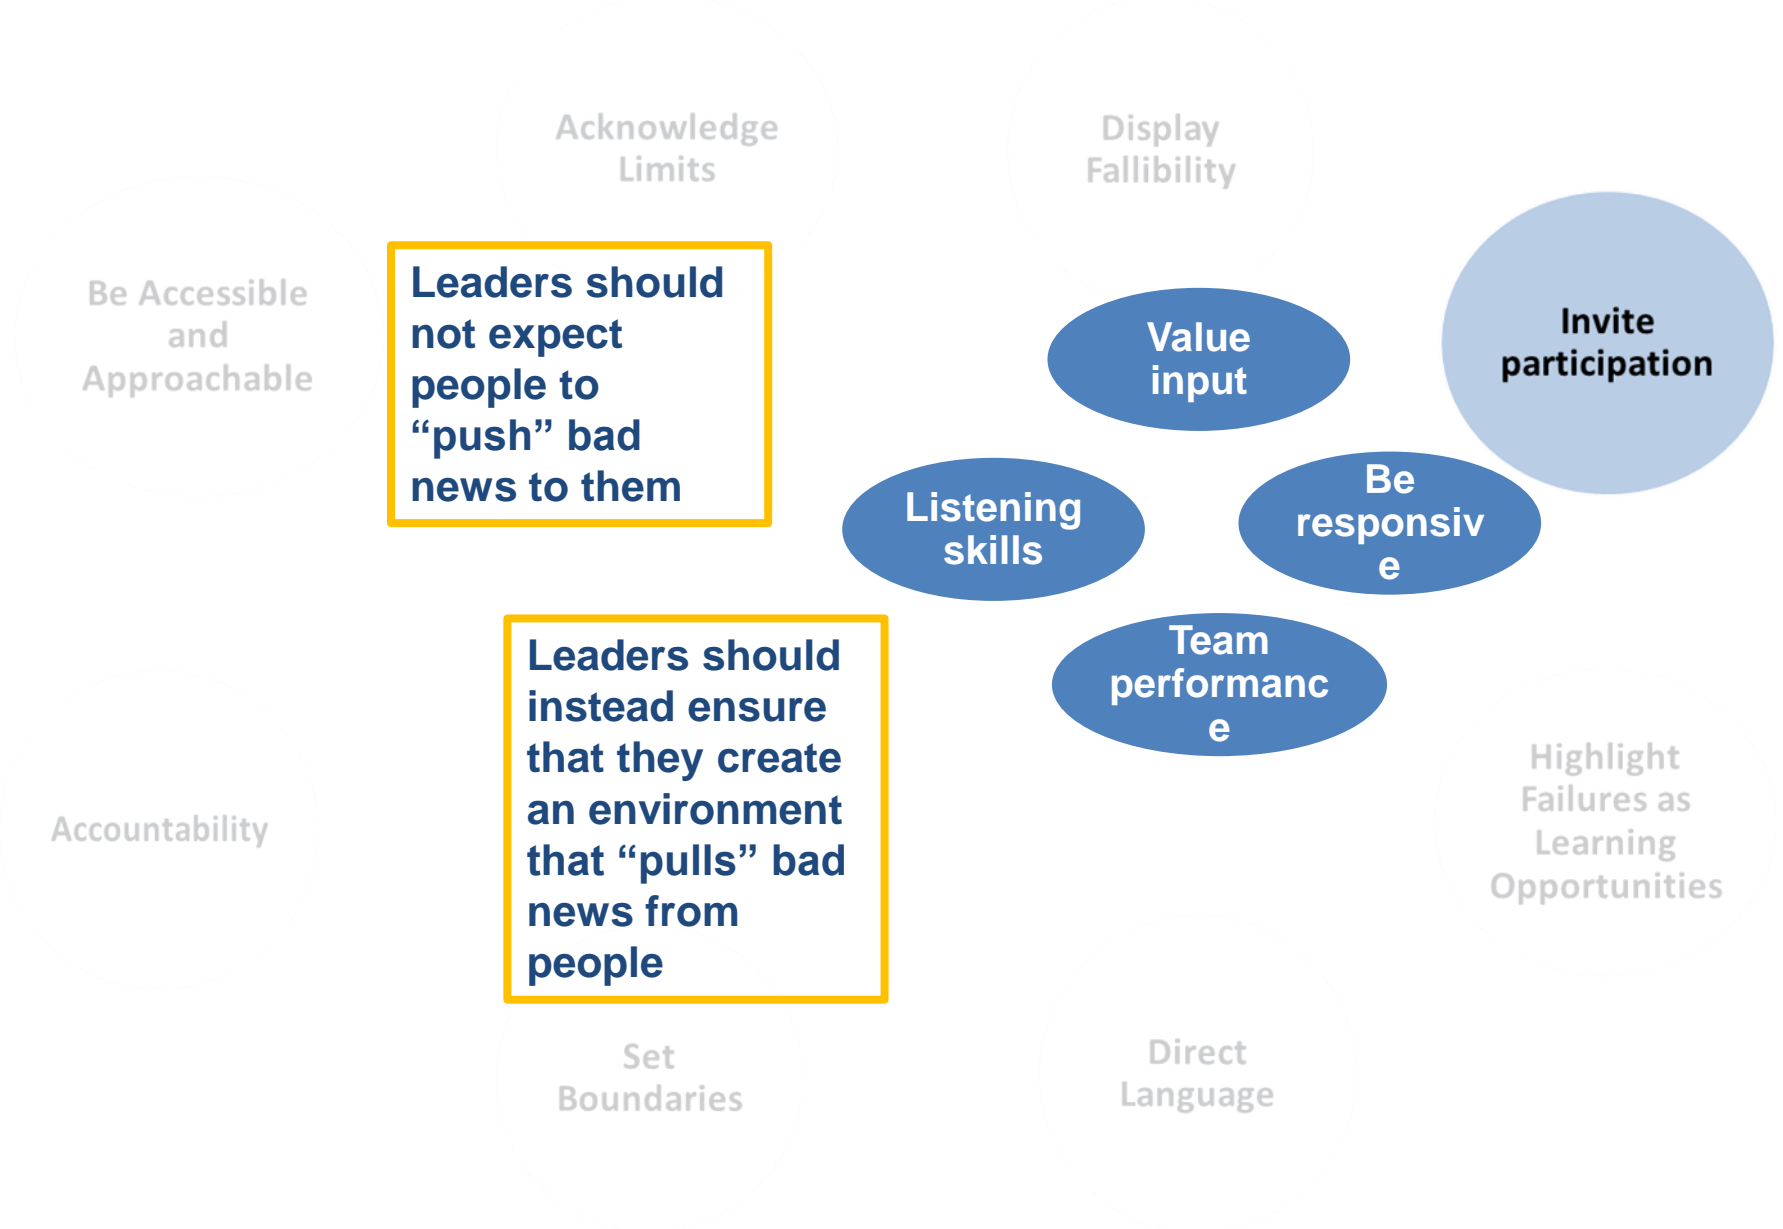 Acknowledge
Limits
Display
Fallibility
Be Accessible
and
Approachable
Leaders should
not expect
people to
“push” bad
news to them
Value
input
Invite
participation
Listening
skills
Be
responsiv
e
Leaders should
instead ensure
that they create
an environment
that “pulls” bad
news from
people
Team
performanc
e
Accountability
Highlight
Failures as
Learning
Opportunities
Set
Boundaries
Direct
Language